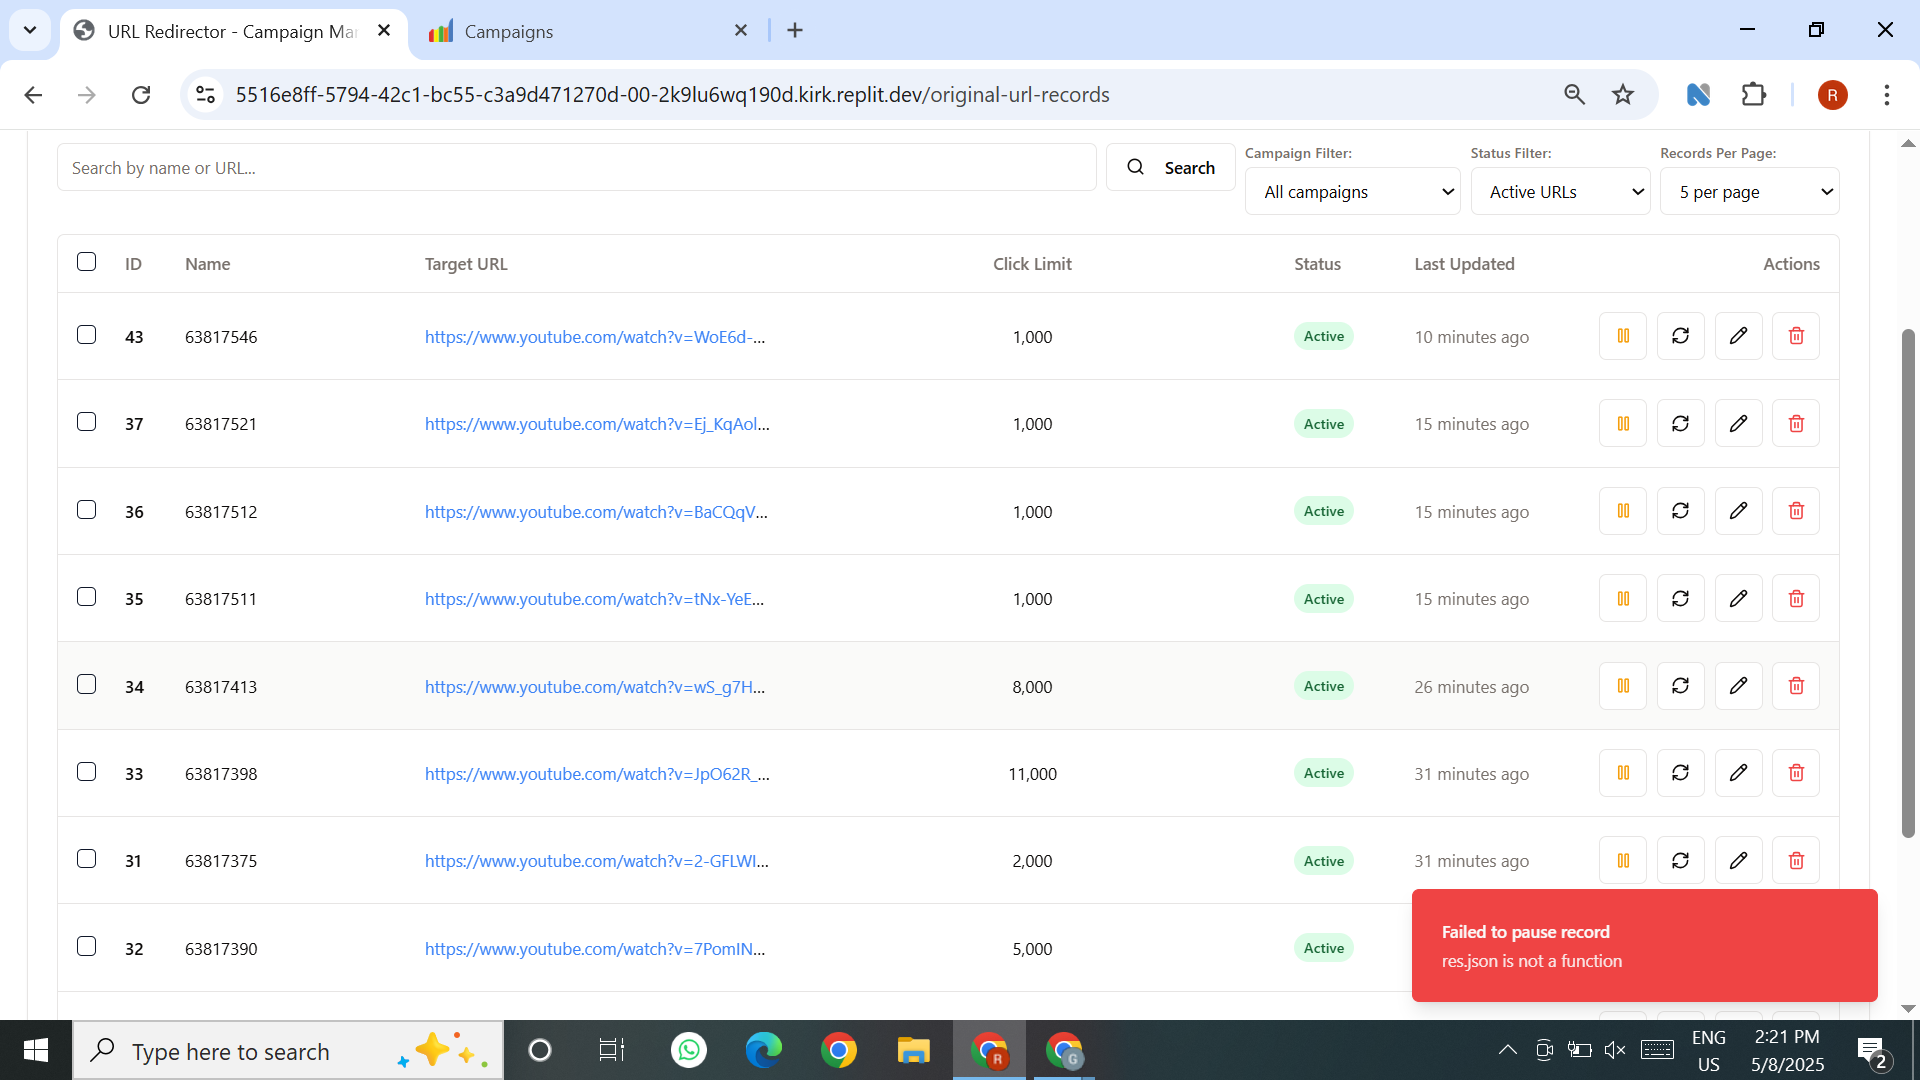 URL Redirector - Campaign Mar
Campaigns
5516e8ff-5794-42c1-bc55-c3a9d471270d-00-2k9lu6wq190d.kirk.replit.dev/original-url-records
R
Search by name or URL...
Search
Campaign Filter:
All campaigns
Status Filter:
Active URLs
Records Per Page:
5 per page
ID Name Target URL Click Limit Status Last Updated Actions
43 63817546 https://www.youtube.com/watch?v=WoE6d-... 1,000 Active 10 minutes ago
37 63817521 https://www.youtube.com/watch?v=Ej_KqAol... 1,000 Active 15 minutes ago
36 63817512 https://www.youtube.com/watch?v=BaCQqV... 1,000 Active 15 minutes ago
35 63817511 https://www.youtube.com/watch?v=tNx-YeE... 1,000 Active 15 minutes ago
34 63817413 https://www.youtube.com/watch?v=wS_g7H... 8,000 Active 26 minutes ago
33 63817398 https://www.youtube.com/watch?v=JpO62R_... 11,000 Active 31 minutes ago
31 63817375 https://www.youtube.com/watch?v=2-GFLWI... 2,000 Active 31 minutes ago
32 63817390 https://www.youtube.com/watch?v=7PomIN... 5,000 Active
Failed to pause record
res.json is not a function
Type here to search
R
G
ENG
US
2:21 PM
5/8/2025
2